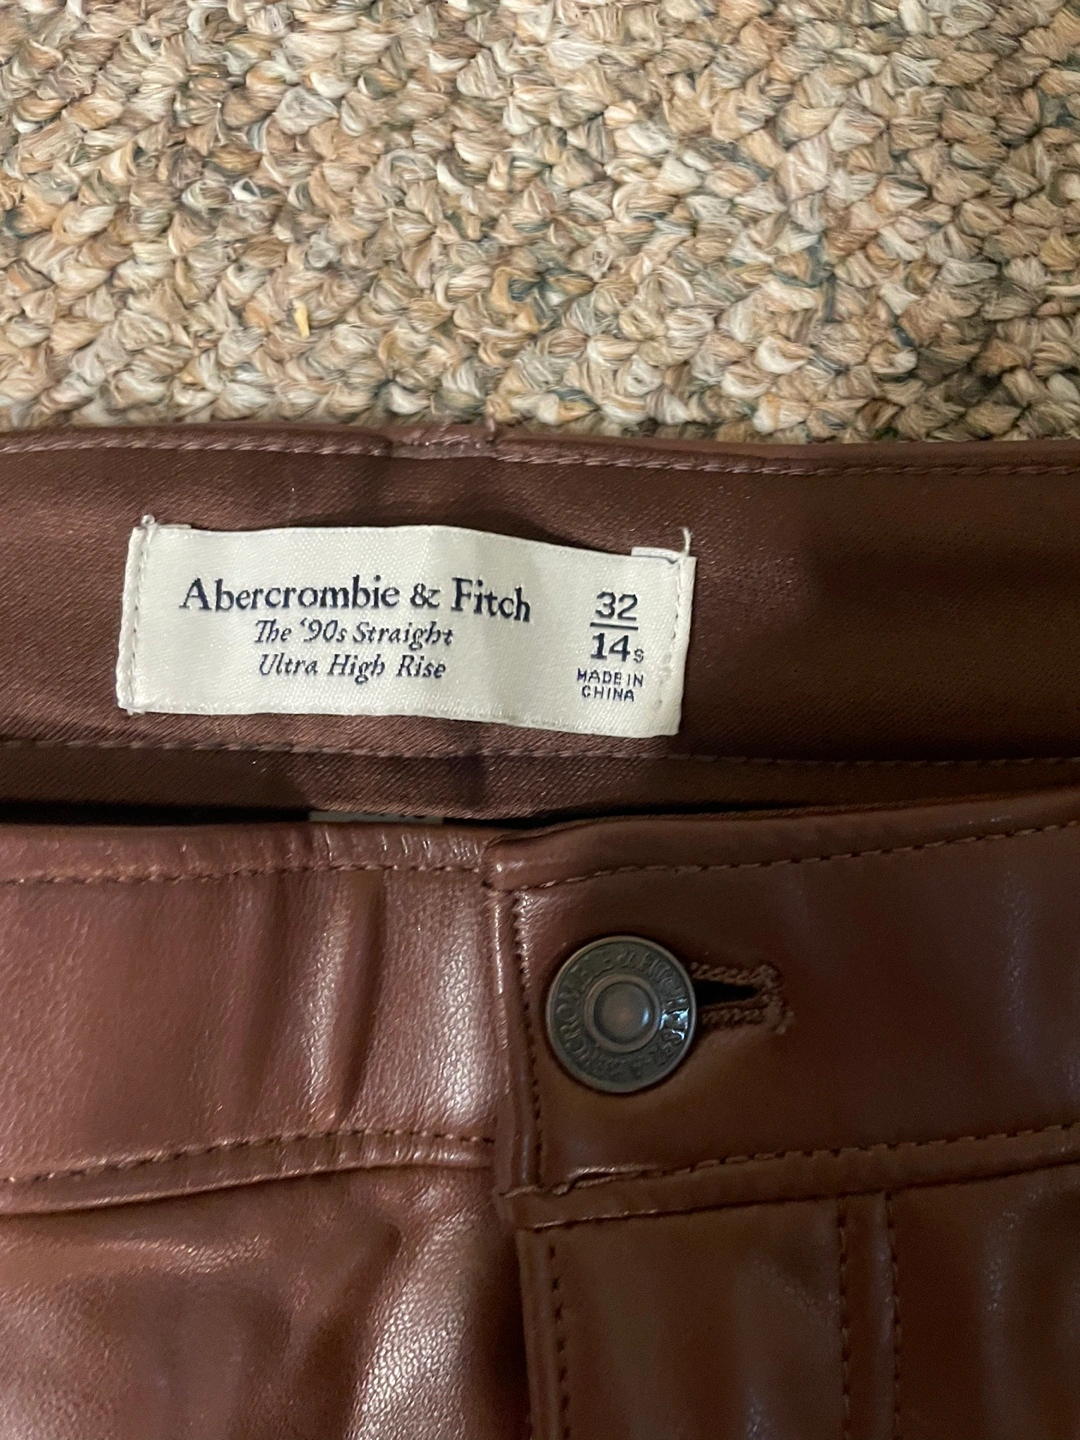 Abercrombie & Fitch
The ‘90s Straight
Ultra High Rise
32
14s
MADE IN
CHINA